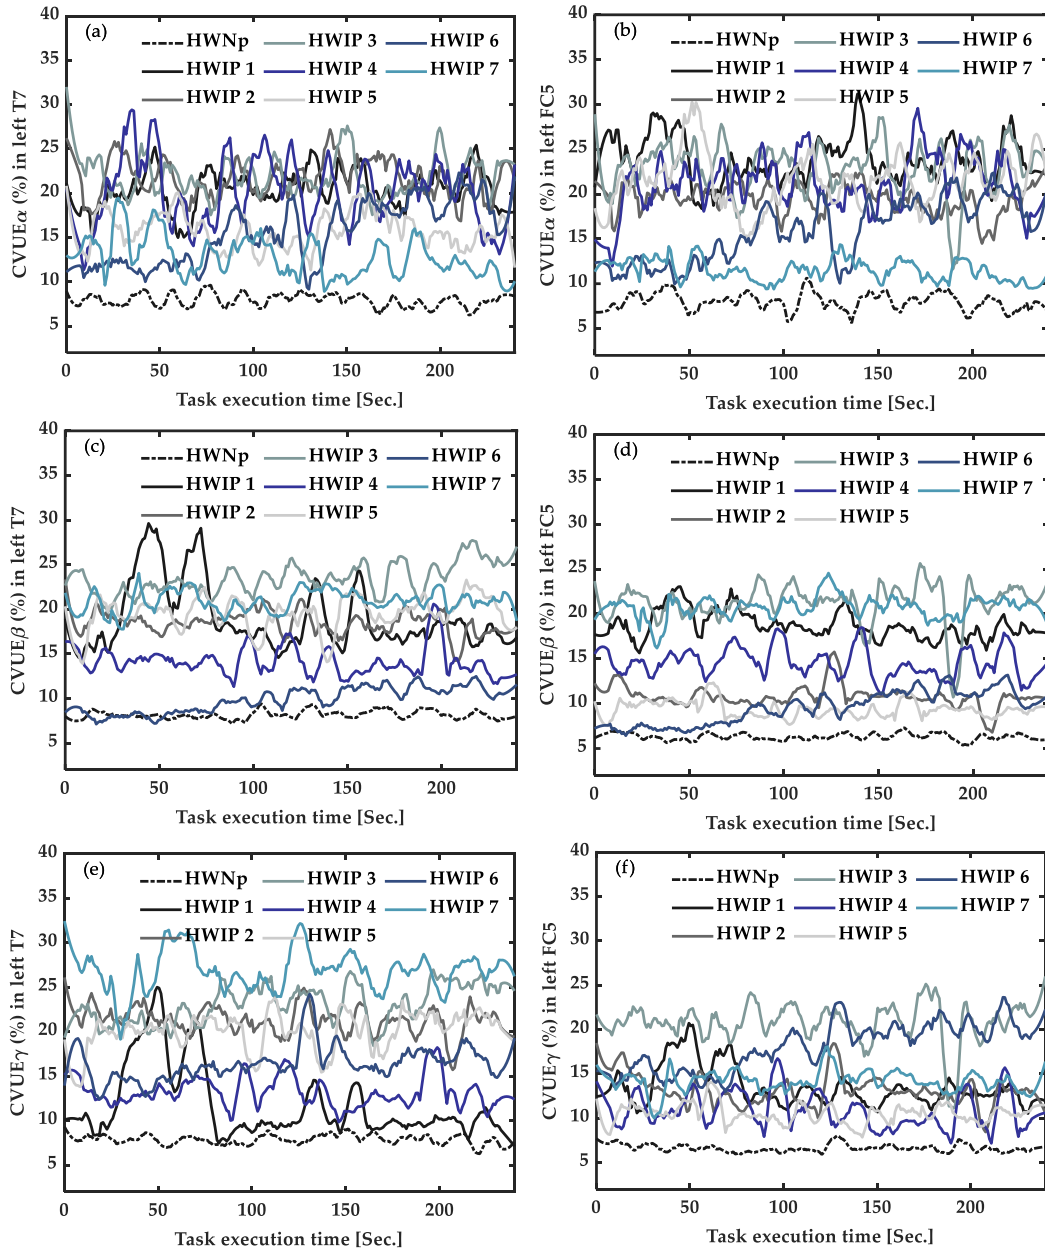 (a)
HWNp HWIP 3 HWIP 6
HWIP 1 HWIP 4 HWIP 7
HWIP 2 HWIP 5
CVUEα (%) in left T7
40
35
30
25
20
15
10
5
0 50 100 150 200
Task execution time [Sec.]
(b)
HWNp HWIP 3 HWIP 6
HWIP 1 HWIP 4 HWIP 7
HWIP 2 HWIP 5
CVUEα (%) in left FC5
40
35
30
25
20
15
10
5
0 50 100 150 200
Task execution time [Sec.]
(c)
HWNp HWIP 3 HWIP 6
HWIP 1 HWIP 4 HWIP 7
HWIP 2 HWIP 5
CVUEβ (%) in left T7
40
35
30
25
20
15
10
5
0 50 100 150 200
Task execution time [Sec.]
(d)
HWNp HWIP 3 HWIP 6
HWIP 1 HWIP 4 HWIP 7
HWIP 2 HWIP 5
CVUEβ (%) in left FC5
40
35
30
25
20
15
10
5
0 50 100 150 200
Task execution time [Sec.]
(e)
HWNp HWIP 3 HWIP 6
HWIP 1 HWIP 4 HWIP 7
HWIP 2 HWIP 5
CVUEγ (%) in left T7
40
35
30
25
20
15
10
5
0 50 100 150 200
Task execution time [Sec.]
(f)
HWNp HWIP 3 HWIP 6
HWIP 1 HWIP 4 HWIP 7
HWIP 2 HWIP 5
CVUEγ (%) in left FC5
40
35
30
25
20
15
10
5
0 50 100 150 200
Task execution time [Sec.]